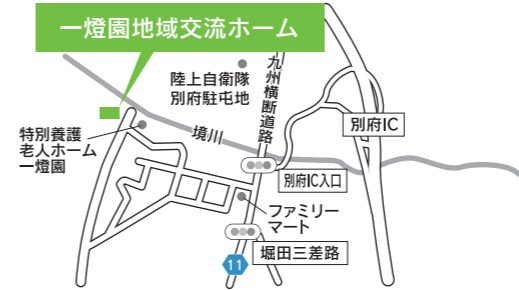 一燈園地域交流ホーム
陸上自衛隊
別府駐屯地
九州横断道路
別府IC
特別養護
老人ホーム
一燈園
境川
別府IC入口
ファミリー
マート
堀田三差路
11